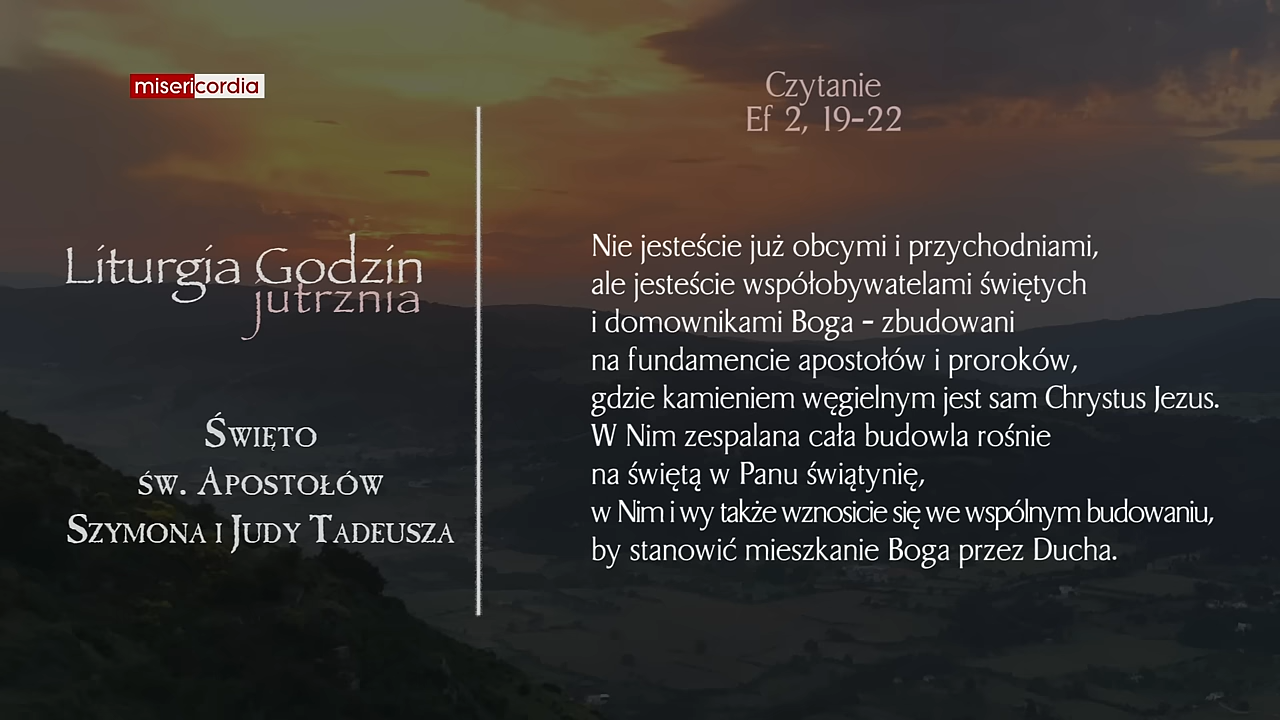 misericordia
Liturgia Godzin
jutrznia
Święto
św. Apostołów
Szymona i Judy Tadeusza
Czytanie
Ef 2, 19-22
Nie jesteście już obcymi i przychodniami,
ale jesteście współobywatelami świętych
i domownikami Boga - zbudowani
na fundamencie apostołów i proroków,
gdzie kamieniem węgielnym jest sam Chrystus Jezus.
W Nim zespalana cała budowla rośnie
na świętą w Panu świątynię,
w Nim i wy także wznosicie się we wspólnym budowaniu,
by stanowić mieszkanie Boga przez Ducha.